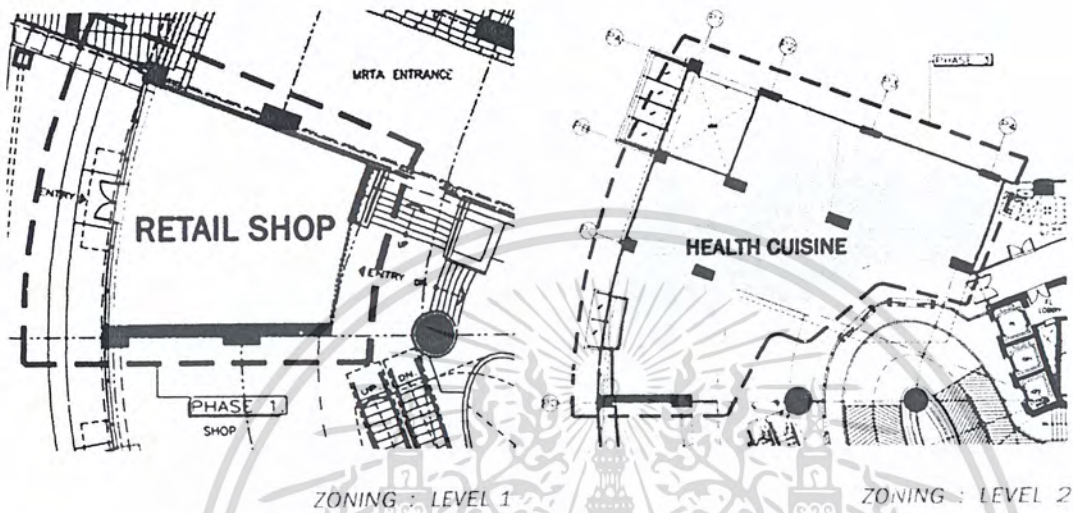 MRTA ENTRANCE
ENTRY
RETAIL SHOP
ENTRY DN
UP
UP DN
PHASE 1
SHOP
ZONING : LEVEL 1
PHASE 1
HEALTH CUISINE
LOBBY
ZONING : LEVEL 2